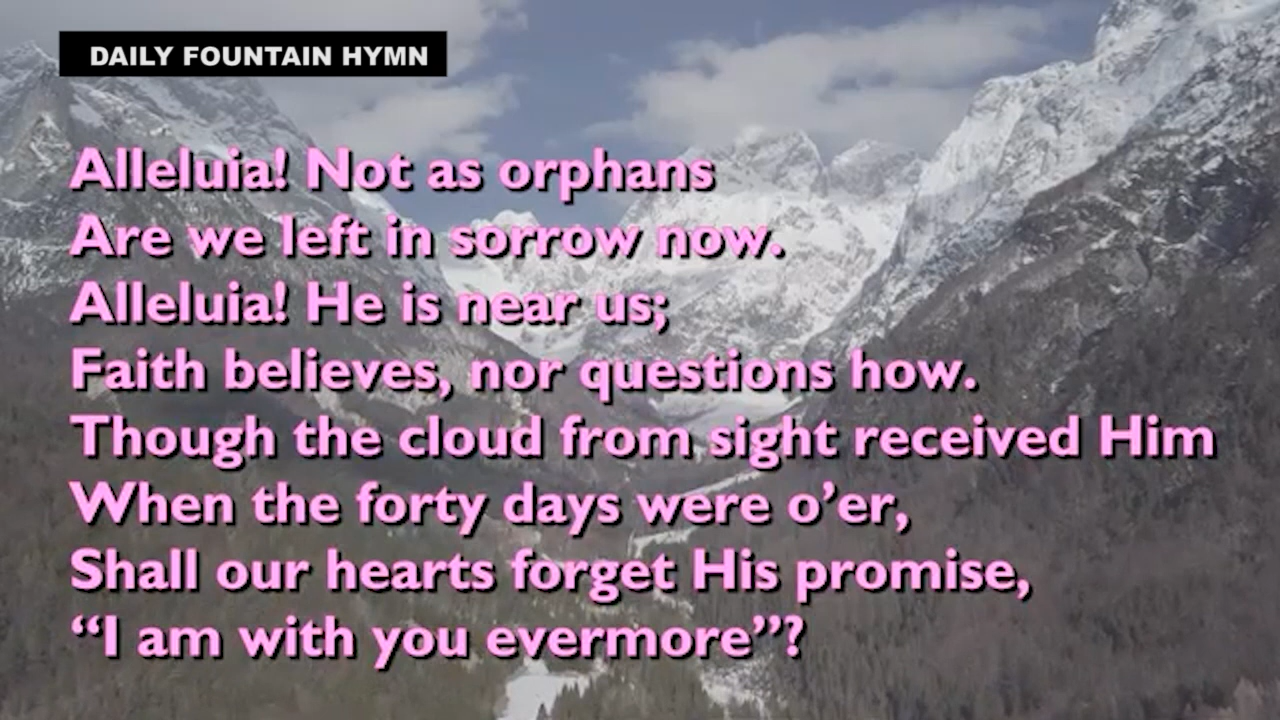 DAILY FOUNTAIN HYMN
Alleluia! Not as orphans
Are we left in sorrow now.
Alleluia! He is near us;
Faith believes, nor questions how.
Though the cloud from sight received Him
When the forty days were o’er,
Shall our hearts forget His promise,
“I am with you evermore”?